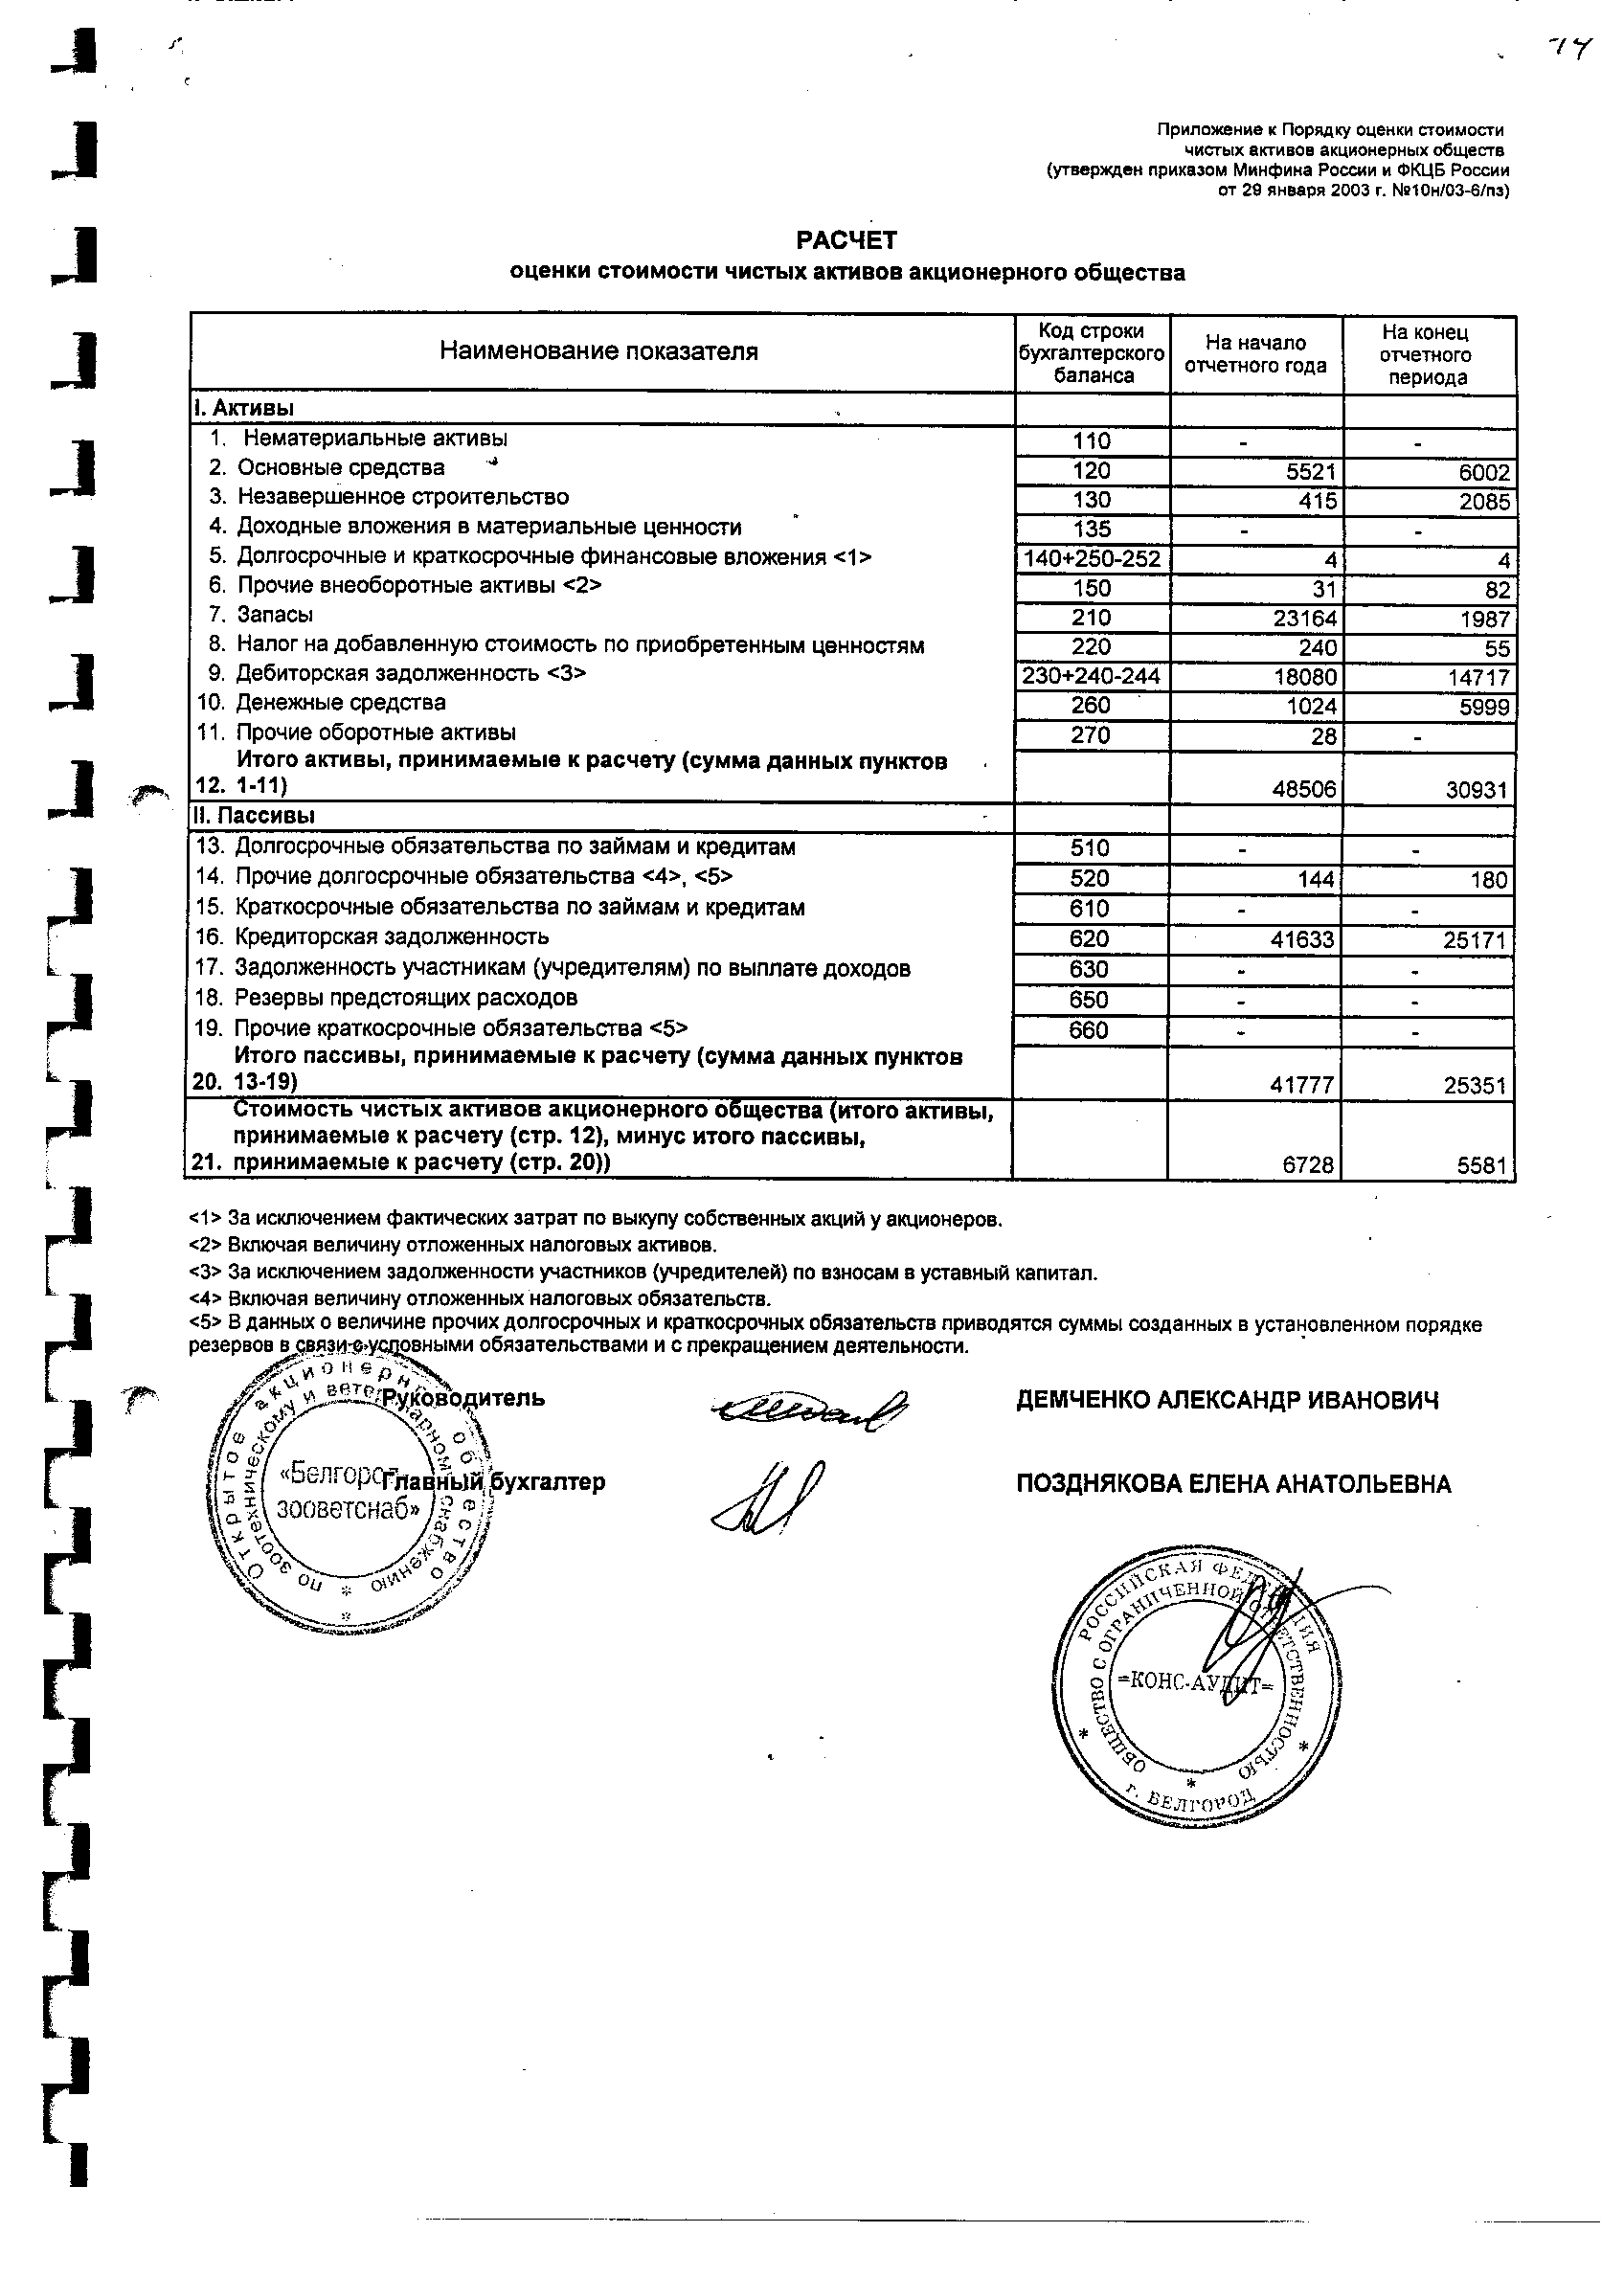 14
Приложение к Порядку оценки стоимости
чистых активов акционерных обществ
(утвержден приказом Минфина России и ФКЦБ России
от 29 января 2003 г. №10н/03-6/пз)
РАСЧЕТ
оценки стоимости чистых активов акционерного общества
Наименование показателя | Код строки бухгалтерского баланса | На начало отчетного года | На конец отчетного периода
I. Активы
1. Нематериальные активы 110 - -
2. Основные средства 120 5521 6002
3. Незавершенное строительство 130 415 2085
4. Доходные вложения в материальные ценности 135 - -
5. Долгосрочные и краткосрочные финансовые вложения <1> 140+250-252 4 4
6. Прочие внеоборотные активы <2> 150 31 82
7. Запасы 210 23164 1987
8. Налог на добавленную стоимость по приобретенным ценностям 220 240 55
9. Дебиторская задолженность <3> 230+240-244 18080 14717
10. Денежные средства 260 1024 5999
11. Прочие оборотные активы 270 28 -
Итого активы, принимаемые к расчету (сумма данных пунктов
12. 1-11) 48506 30931
II. Пассивы
13. Долгосрочные обязательства по займам и кредитам 510 - -
14. Прочие долгосрочные обязательства <4>, <5> 520 144 180
15. Краткосрочные обязательства по займам и кредитам 610 - -
16. Кредиторская задолженность 620 41633 25171
17. Задолженность участникам (учредителям) по выплате доходов 630 - -
18. Резервы предстоящих расходов 650 - -
19. Прочие краткосрочные обязательства <5> 660 - -
Итого пассивы, принимаемые к расчету (сумма данных пунктов
20. 13-19) 41777 25351
Стоимость чистых активов акционерного общества (итого активы,
принимаемые к расчету (стр. 12), минус итого пассивы,
21. принимаемые к расчету (стр. 20)) 6728 5581
<1> За исключением фактических затрат по выкупу собственных акций у акционеров.
<2> Включая величину отложенных налоговых активов.
<3> За исключением задолженности участников (учредителей) по взносам в уставный капитал.
<4> Включая величину отложенных налоговых обязательств.
<5> В данных о величине прочих долгосрочных и краткосрочных обязательств приводятся суммы созданных в установленном порядке
резервов в связи с условными обязательствами и с прекращением деятельности.
Руководитель ДЕМЧЕНКО АЛЕКСАНДР ИВАНОВИЧ
Главный бухгалтер ПОЗДНЯКОВА ЕЛЕНА АНАТОЛЬЕВНА
Открытое акционерное общество
по зоотехническому и ветеринарному снабжению
«Белгород
зооветснаб»
РОССИЙСКАЯ ФЕДЕРАЦИЯ
ОБЩЕСТВО С ОГРАНИЧЕННОЙ ОТВЕТСТВЕННОСТЬЮ
=КОНС-АУДИТ=
г. БЕЛГОРОД